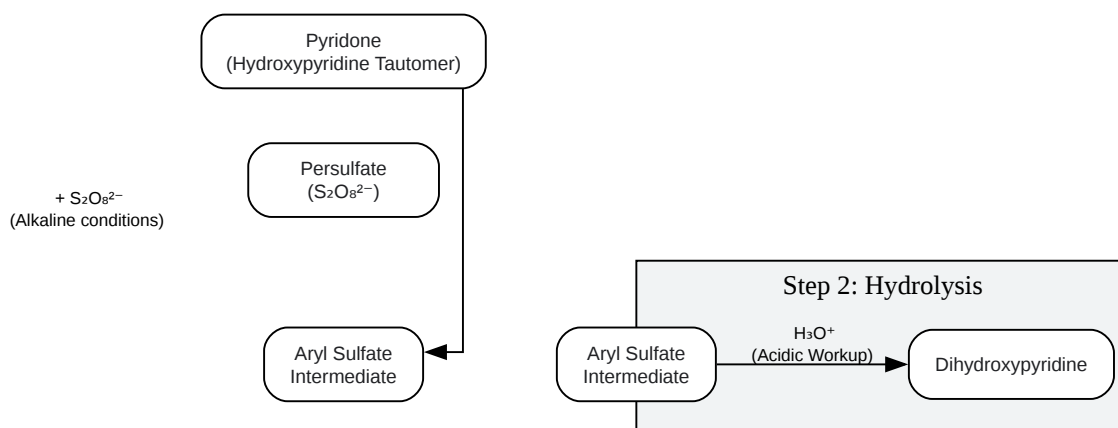 Pyridone
(Hydroxypyridine Tautomer)
Persulfate
(S₂O₈²⁻)
+ S₂O₈²⁻
(Alkaline conditions)
Aryl Sulfate
Intermediate
Step 2: Hydrolysis
Aryl Sulfate
Intermediate
H₃O⁺
(Acidic Workup)
Dihydroxypyridine